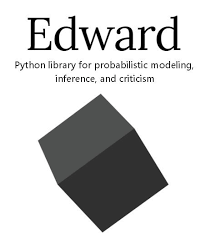 Edward
Python library for probabilistic modeling,
inference, and criticism